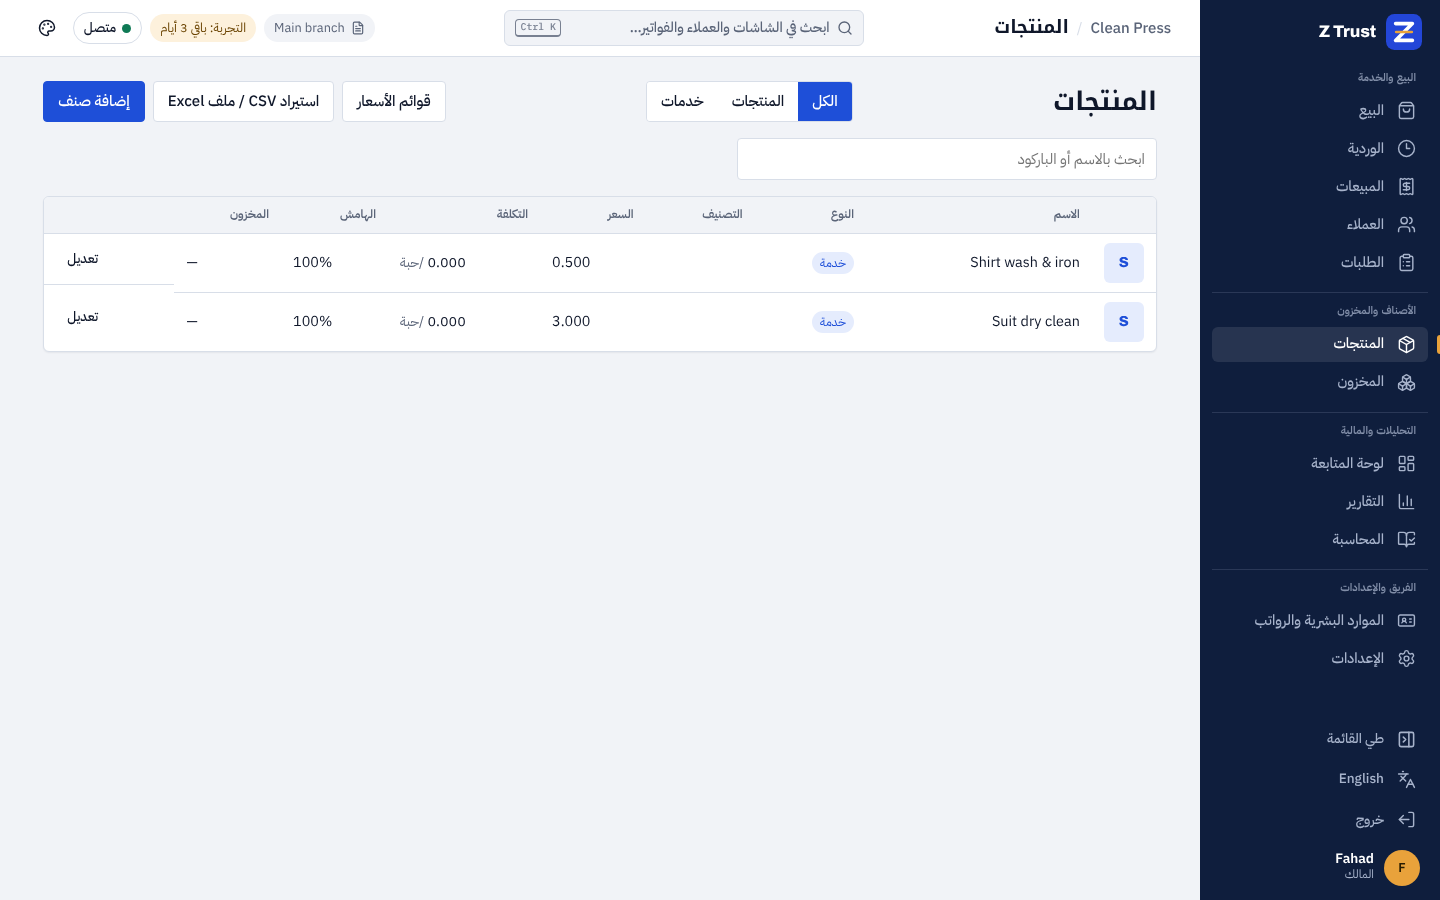 Z Trust
البيع والخدمة
البيع
الوردية
المبيعات
العملاء
الطلبات
الأصناف والمخزون
المنتجات
المخزون
التحليلات والمالية
لوحة المتابعة
التقارير
المحاسبة
الفريق والإعدادات
الموارد البشرية والرواتب
الإعدادات
طي القائمة
English
خروج
F
Fahad
المالك
Clean Press / المنتجات
ابحث في الشاشات والعملاء والفواتير... Ctrl K
Main branch
التجربة: باقي 3 أيام
متصل
المنتجات
الكل المنتجات خدمات
قوائم الأسعار
استيراد CSV / ملف Excel
إضافة صنف
ابحث بالاسم أو الباركود
الاسم النوع التصنيف السعر التكلفة الهامش المخزون
S Shirt wash & iron خدمة 0.500 0.000 /حبة 100% — تعديل
S Suit dry clean خدمة 3.000 0.000 /حبة 100% — تعديل